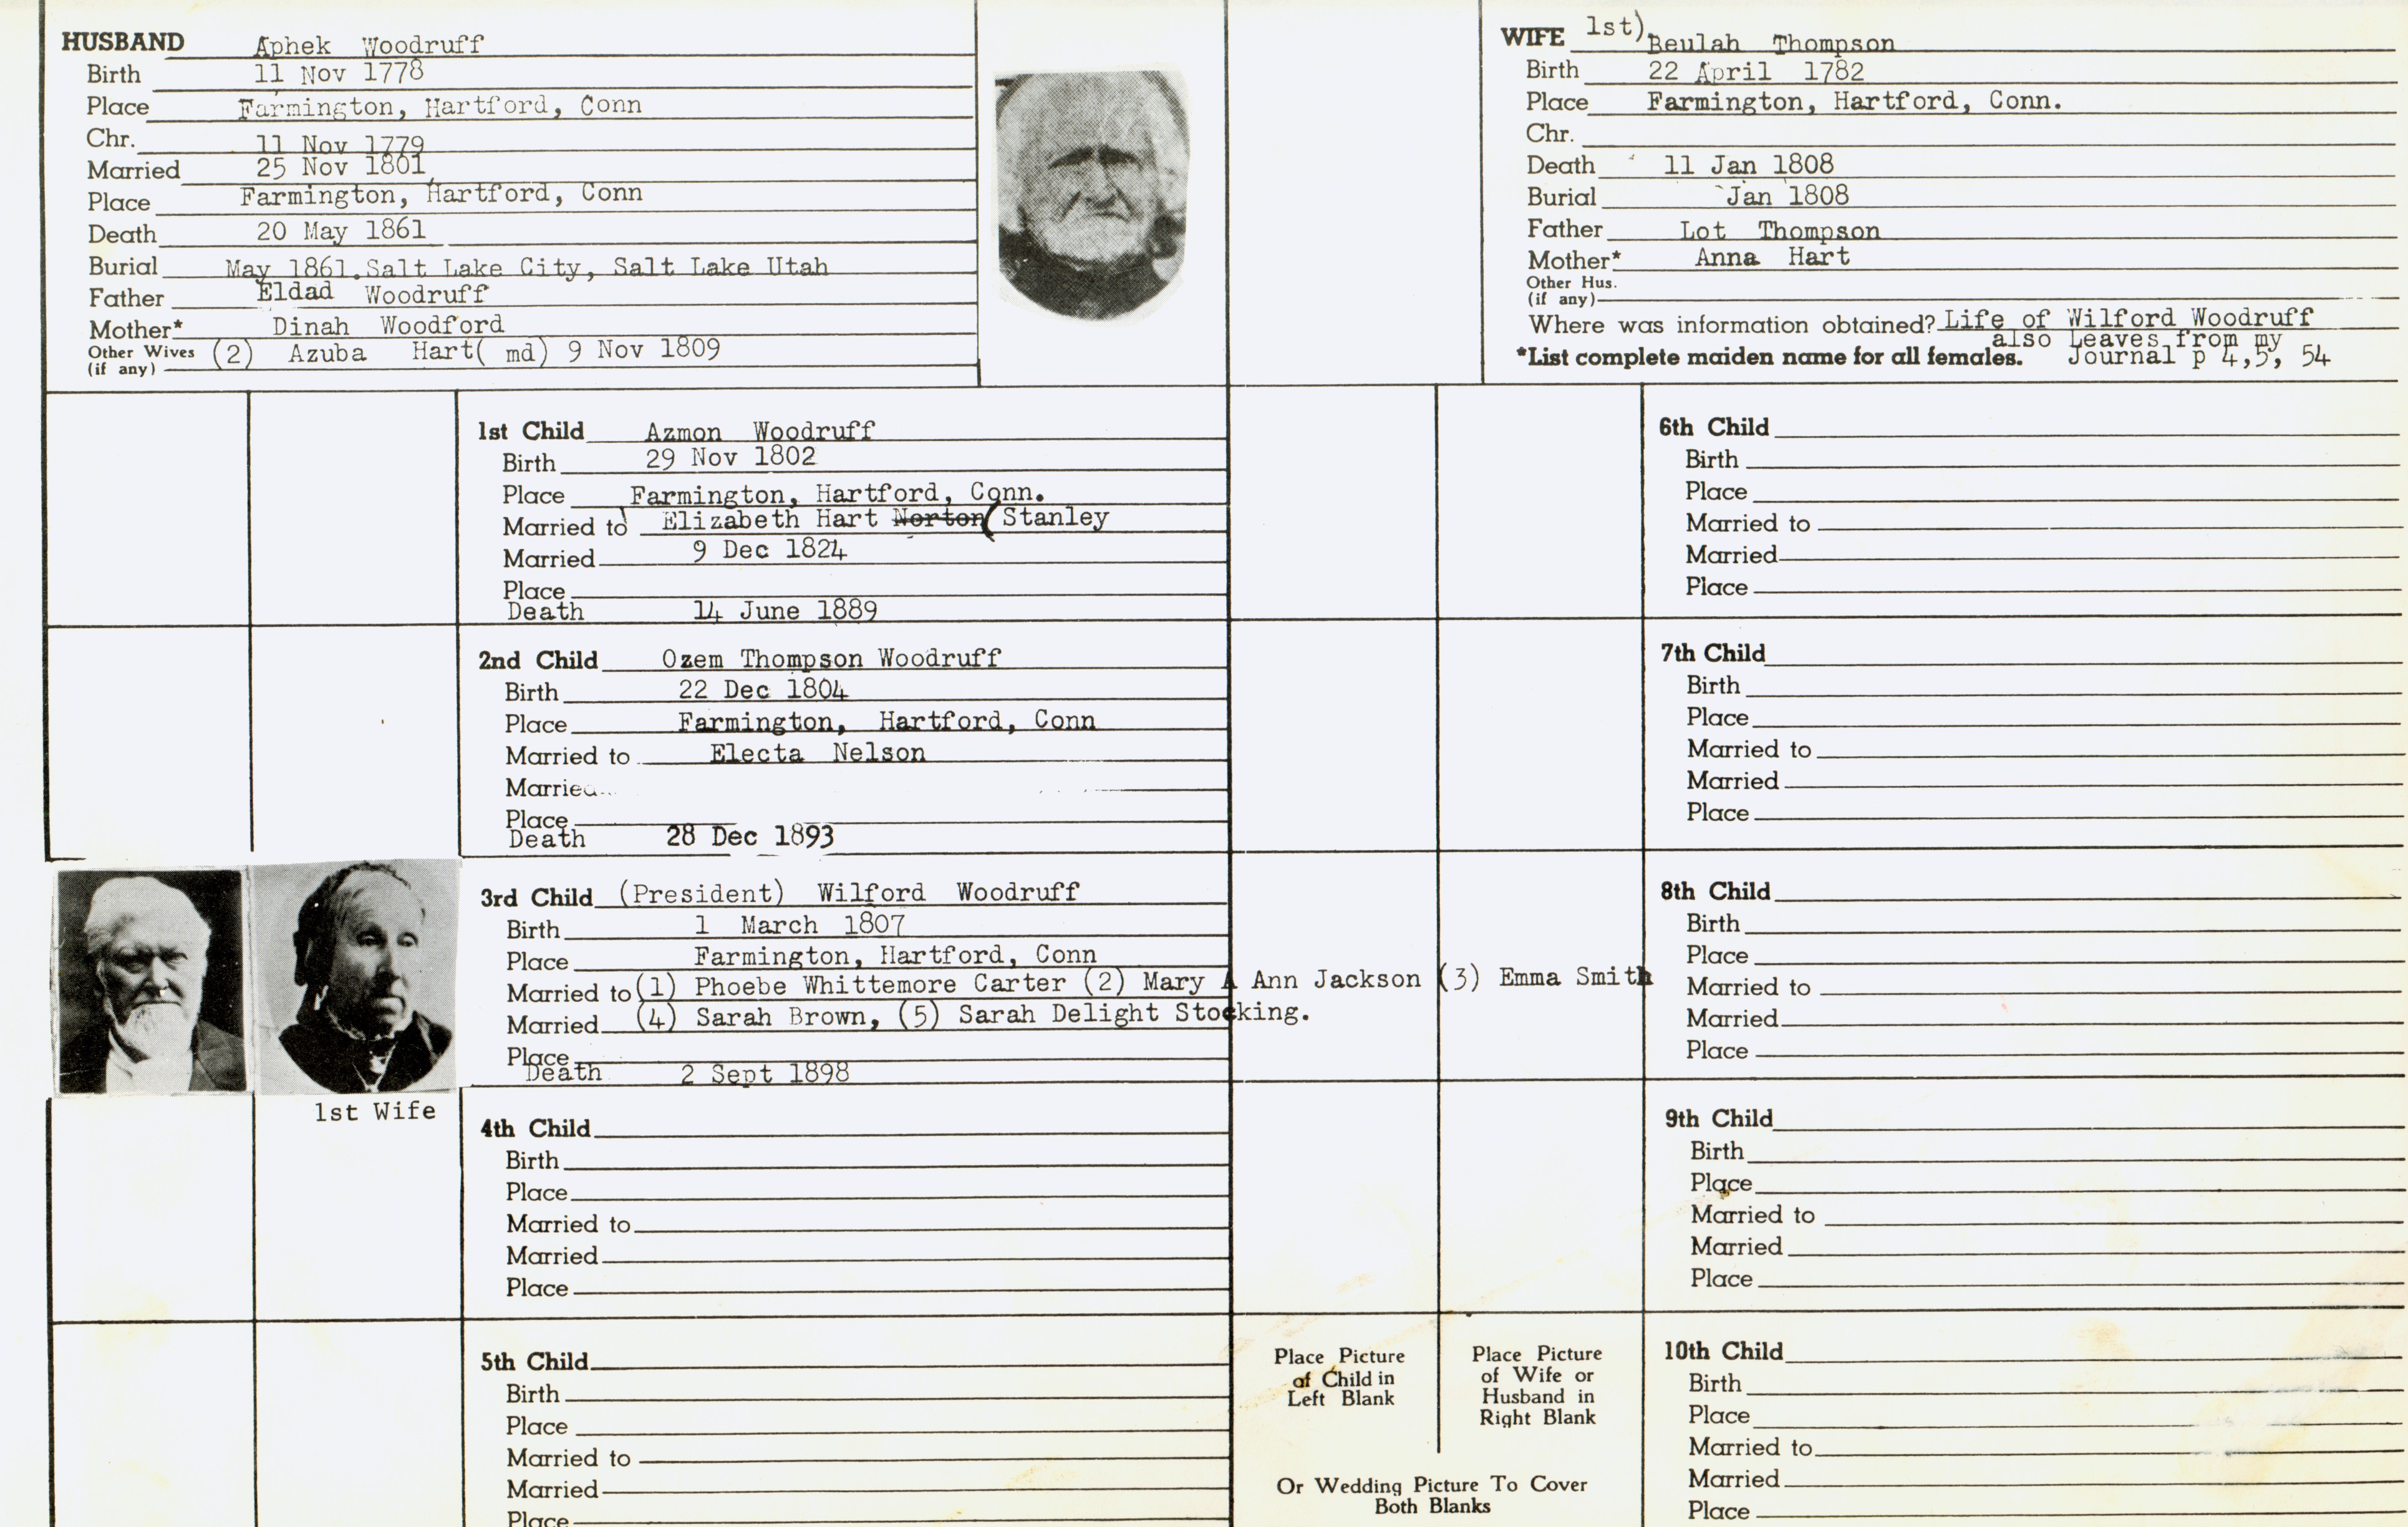 HUSBAND Aphek Woodruff
Birth 11 Nov 1778
Place Farmington, Hartford, Conn
Chr. 11 Nov 1779
Married 25 Nov 1801
Place Farmington, Hartford, Conn
Death 20 May 1861
Burial May 1861.Salt Lake City, Salt Lake Utah
Father Eldad Woodruff
Mother* Dinah Woodford
Other Wives (if any) (2) Azuba Hart( md) 9 Nov 1809
WIFE 1st) Beulah Thompson
Birth 22 April 1782
Place Farmington, Hartford, Conn.
Chr.
Death 11 Jan 1808
Burial Jan 1808
Father Lot Thompson
Mother* Anna Hart
Other Hus.
(if any)
Where was information obtained? Life of Wilford Woodruff
also Leaves from my
*List complete maiden name for all females. Journal p 4,5, 54
1st Child Azmon Woodruff
Birth 29 Nov 1802
Place Farmington, Hartford, Conn.
Married to Elizabeth Hart Norton (Stanley
Married 9 Dec 1824
Place
Death 14 June 1889
2nd Child Ozem Thompson Woodruff
Birth 22 Dec 1804
Place Farmington, Hartford, Conn
Married to Electa Nelson
Married
Place
Death 28 Dec 1893
3rd Child (President) Wilford Woodruff
Birth 1 March 1807
Place Farmington, Hartford, Conn
Married to (1) Phoebe Whittemore Carter (2) Mary A Ann Jackson (3) Emma Smith
Married (4) Sarah Brown, (5) Sarah Delight Stocking.
Place
Death 2 Sept 1898
1st Wife
4th Child
Birth
Place
Married to
Married
Place
5th Child
Birth
Place
Married to
Married
Place
6th Child
Birth
Place
Married to
Married
Place
7th Child
Birth
Place
Married to
Married
Place
8th Child
Birth
Place
Married to
Married
Place
9th Child
Birth
Place
Married to
Married
Place
Place Picture
of Child in
Left Blank
Place Picture
of Wife or
Husband in
Right Blank
Or Wedding Picture To Cover
Both Blanks
10th Child
Birth
Place
Married to
Married
Place